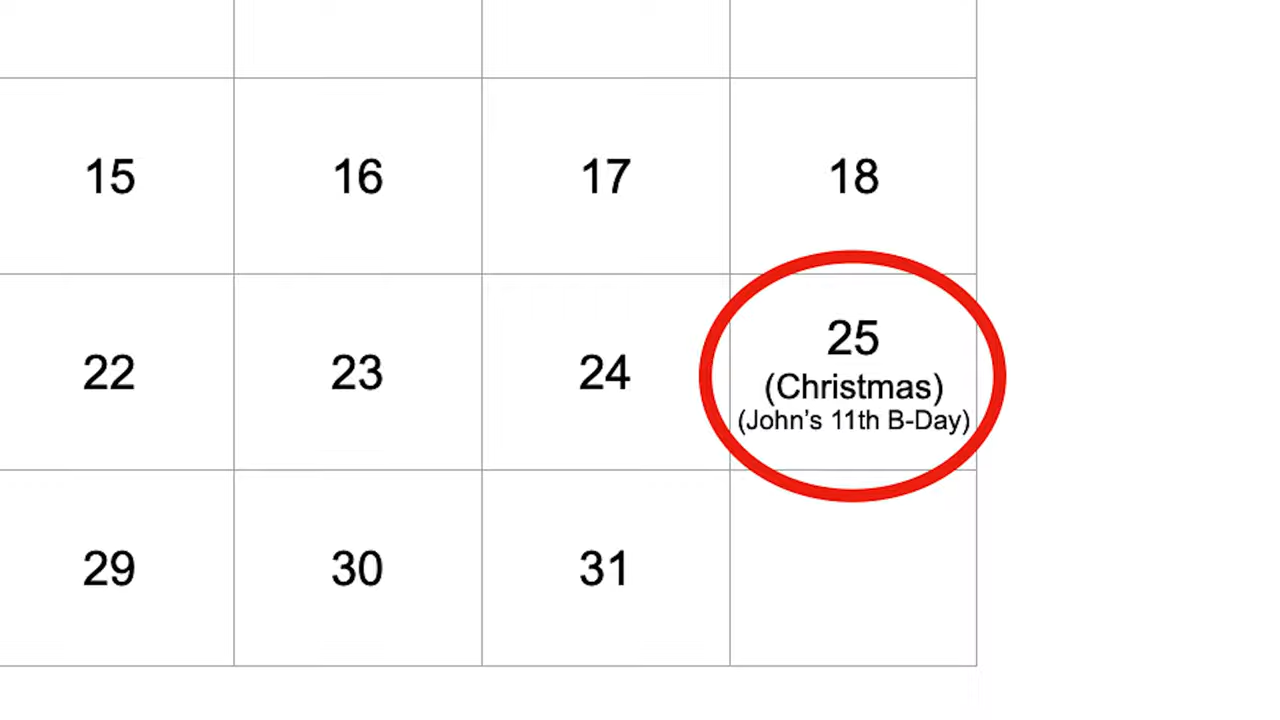 15 16 17 18
22 23 24 25
(Christmas)
(John's 11th B-Day)
29 30 31